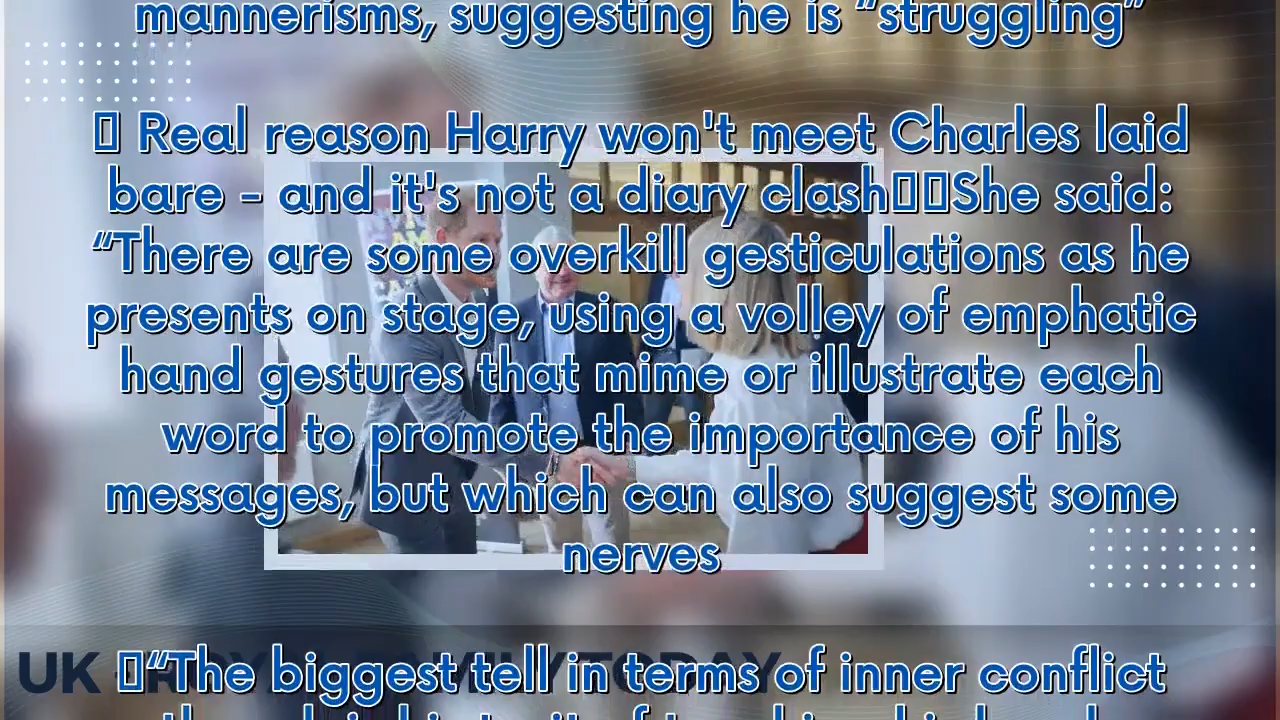 mannerisms, suggesting he is “struggling”
Real reason Harry won't meet Charles laid
bare - and it's not a diary clash She said:
“There are some overkill gesticulations as he
presents on stage, using a volley of emphatic
hand gestures that mime or illustrate each
word to promote the importance of his
messages, but which can also suggest some
nerves
“The biggest tell in terms of inner conflict
UK TODAY